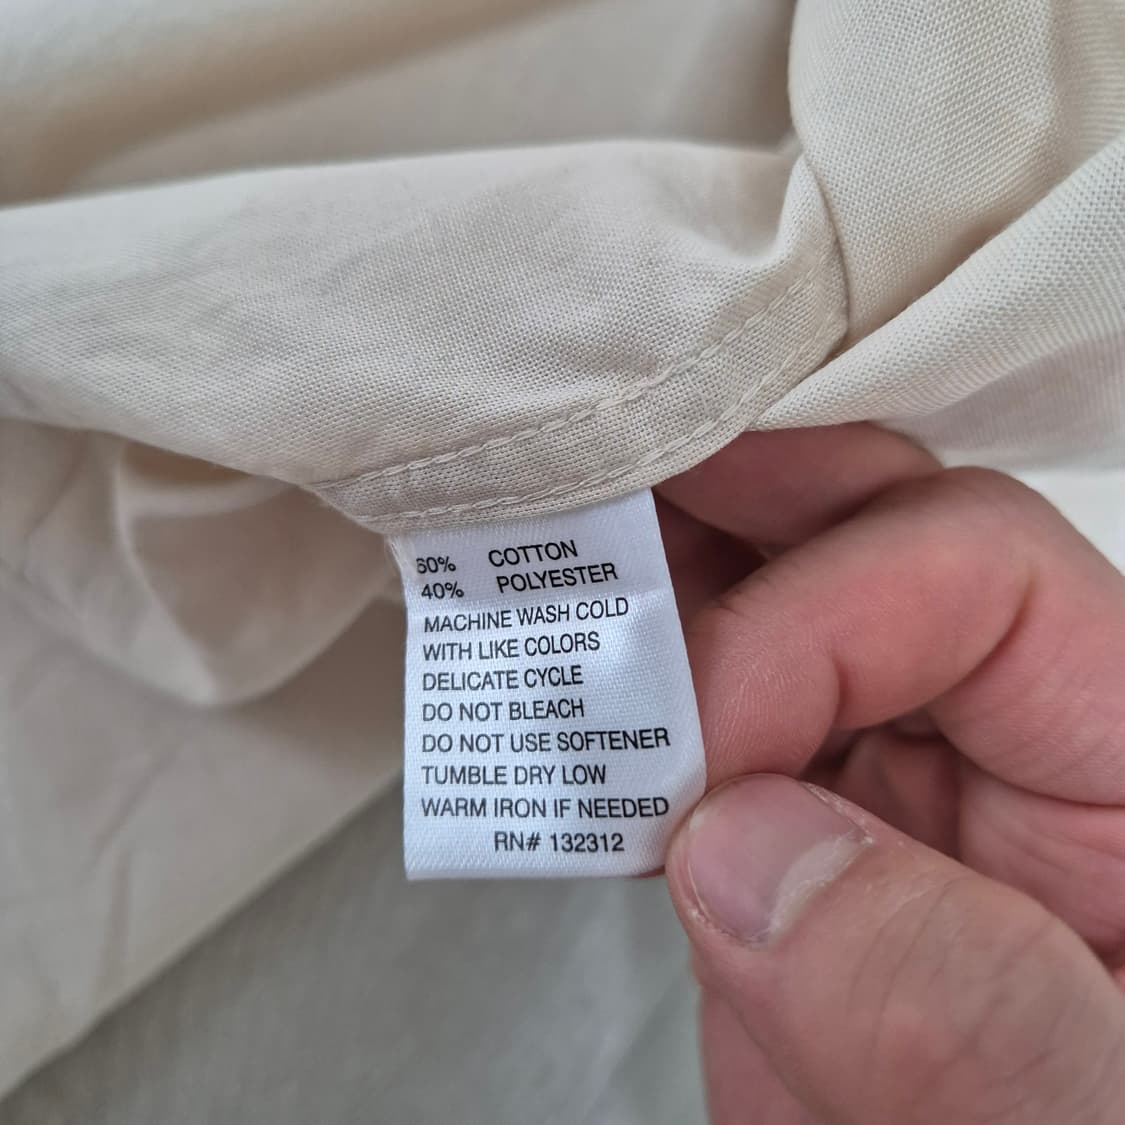 60% COTTON
40% POLYESTER
MACHINE WASH COLD
WITH LIKE COLORS
DELICATE CYCLE
DO NOT BLEACH
DO NOT USE SOFTENER
TUMBLE DRY LOW
WARM IRON IF NEEDED
RN# 132312